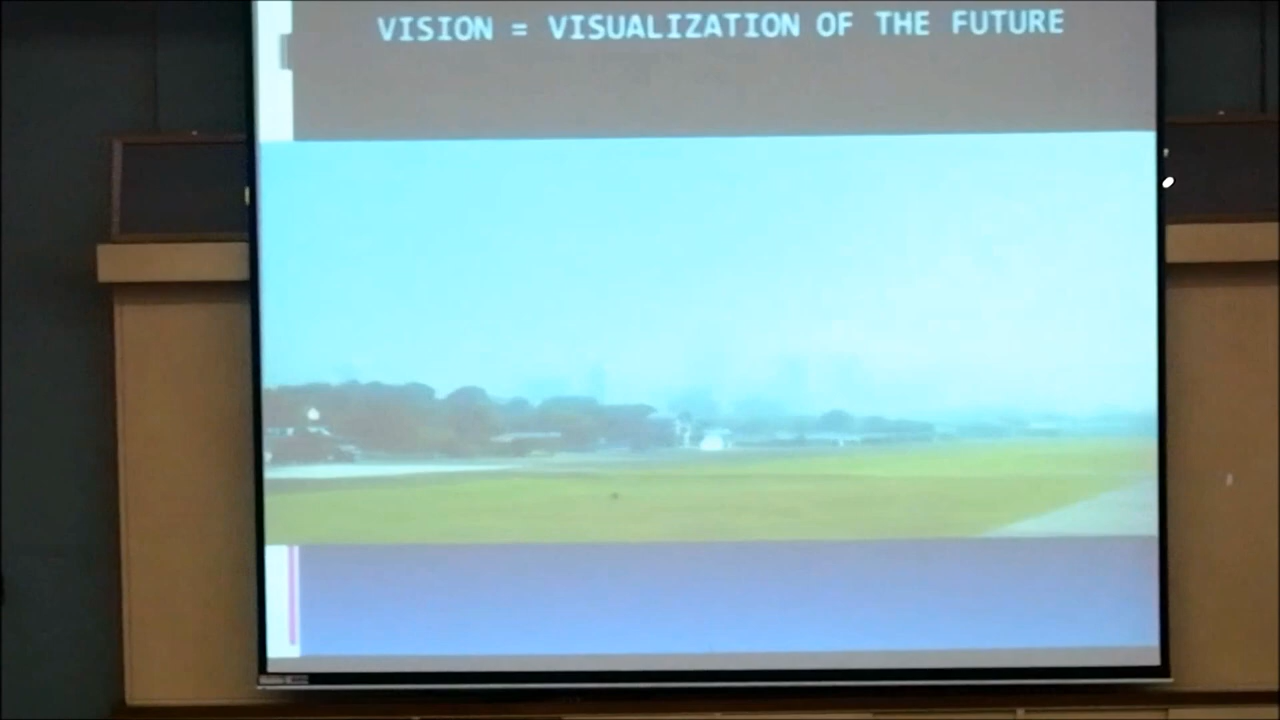 VISION = VISUALIZATION OF THE FUTURE